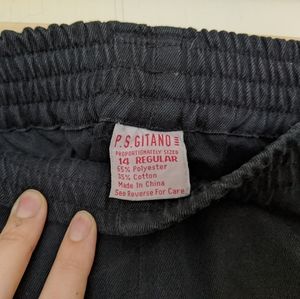 P.S. GITANO
PROPORTIONATELY SIZED
14 REGULAR
65% Polyester
35% Cotton
Made In China
See Reverse For Care